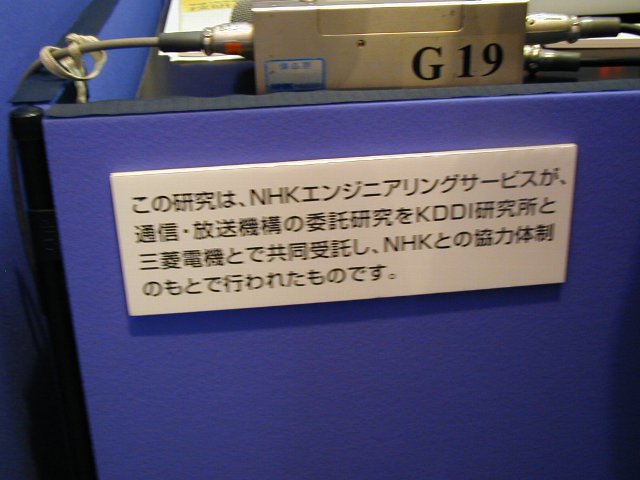 G 19
この研究は、NHKエンジニアリングサービスが、
通信・放送機構の委託研究をKDDI研究所と
三菱電機とで共同受託し、NHKとの協力体制
のもとで行われたものです。